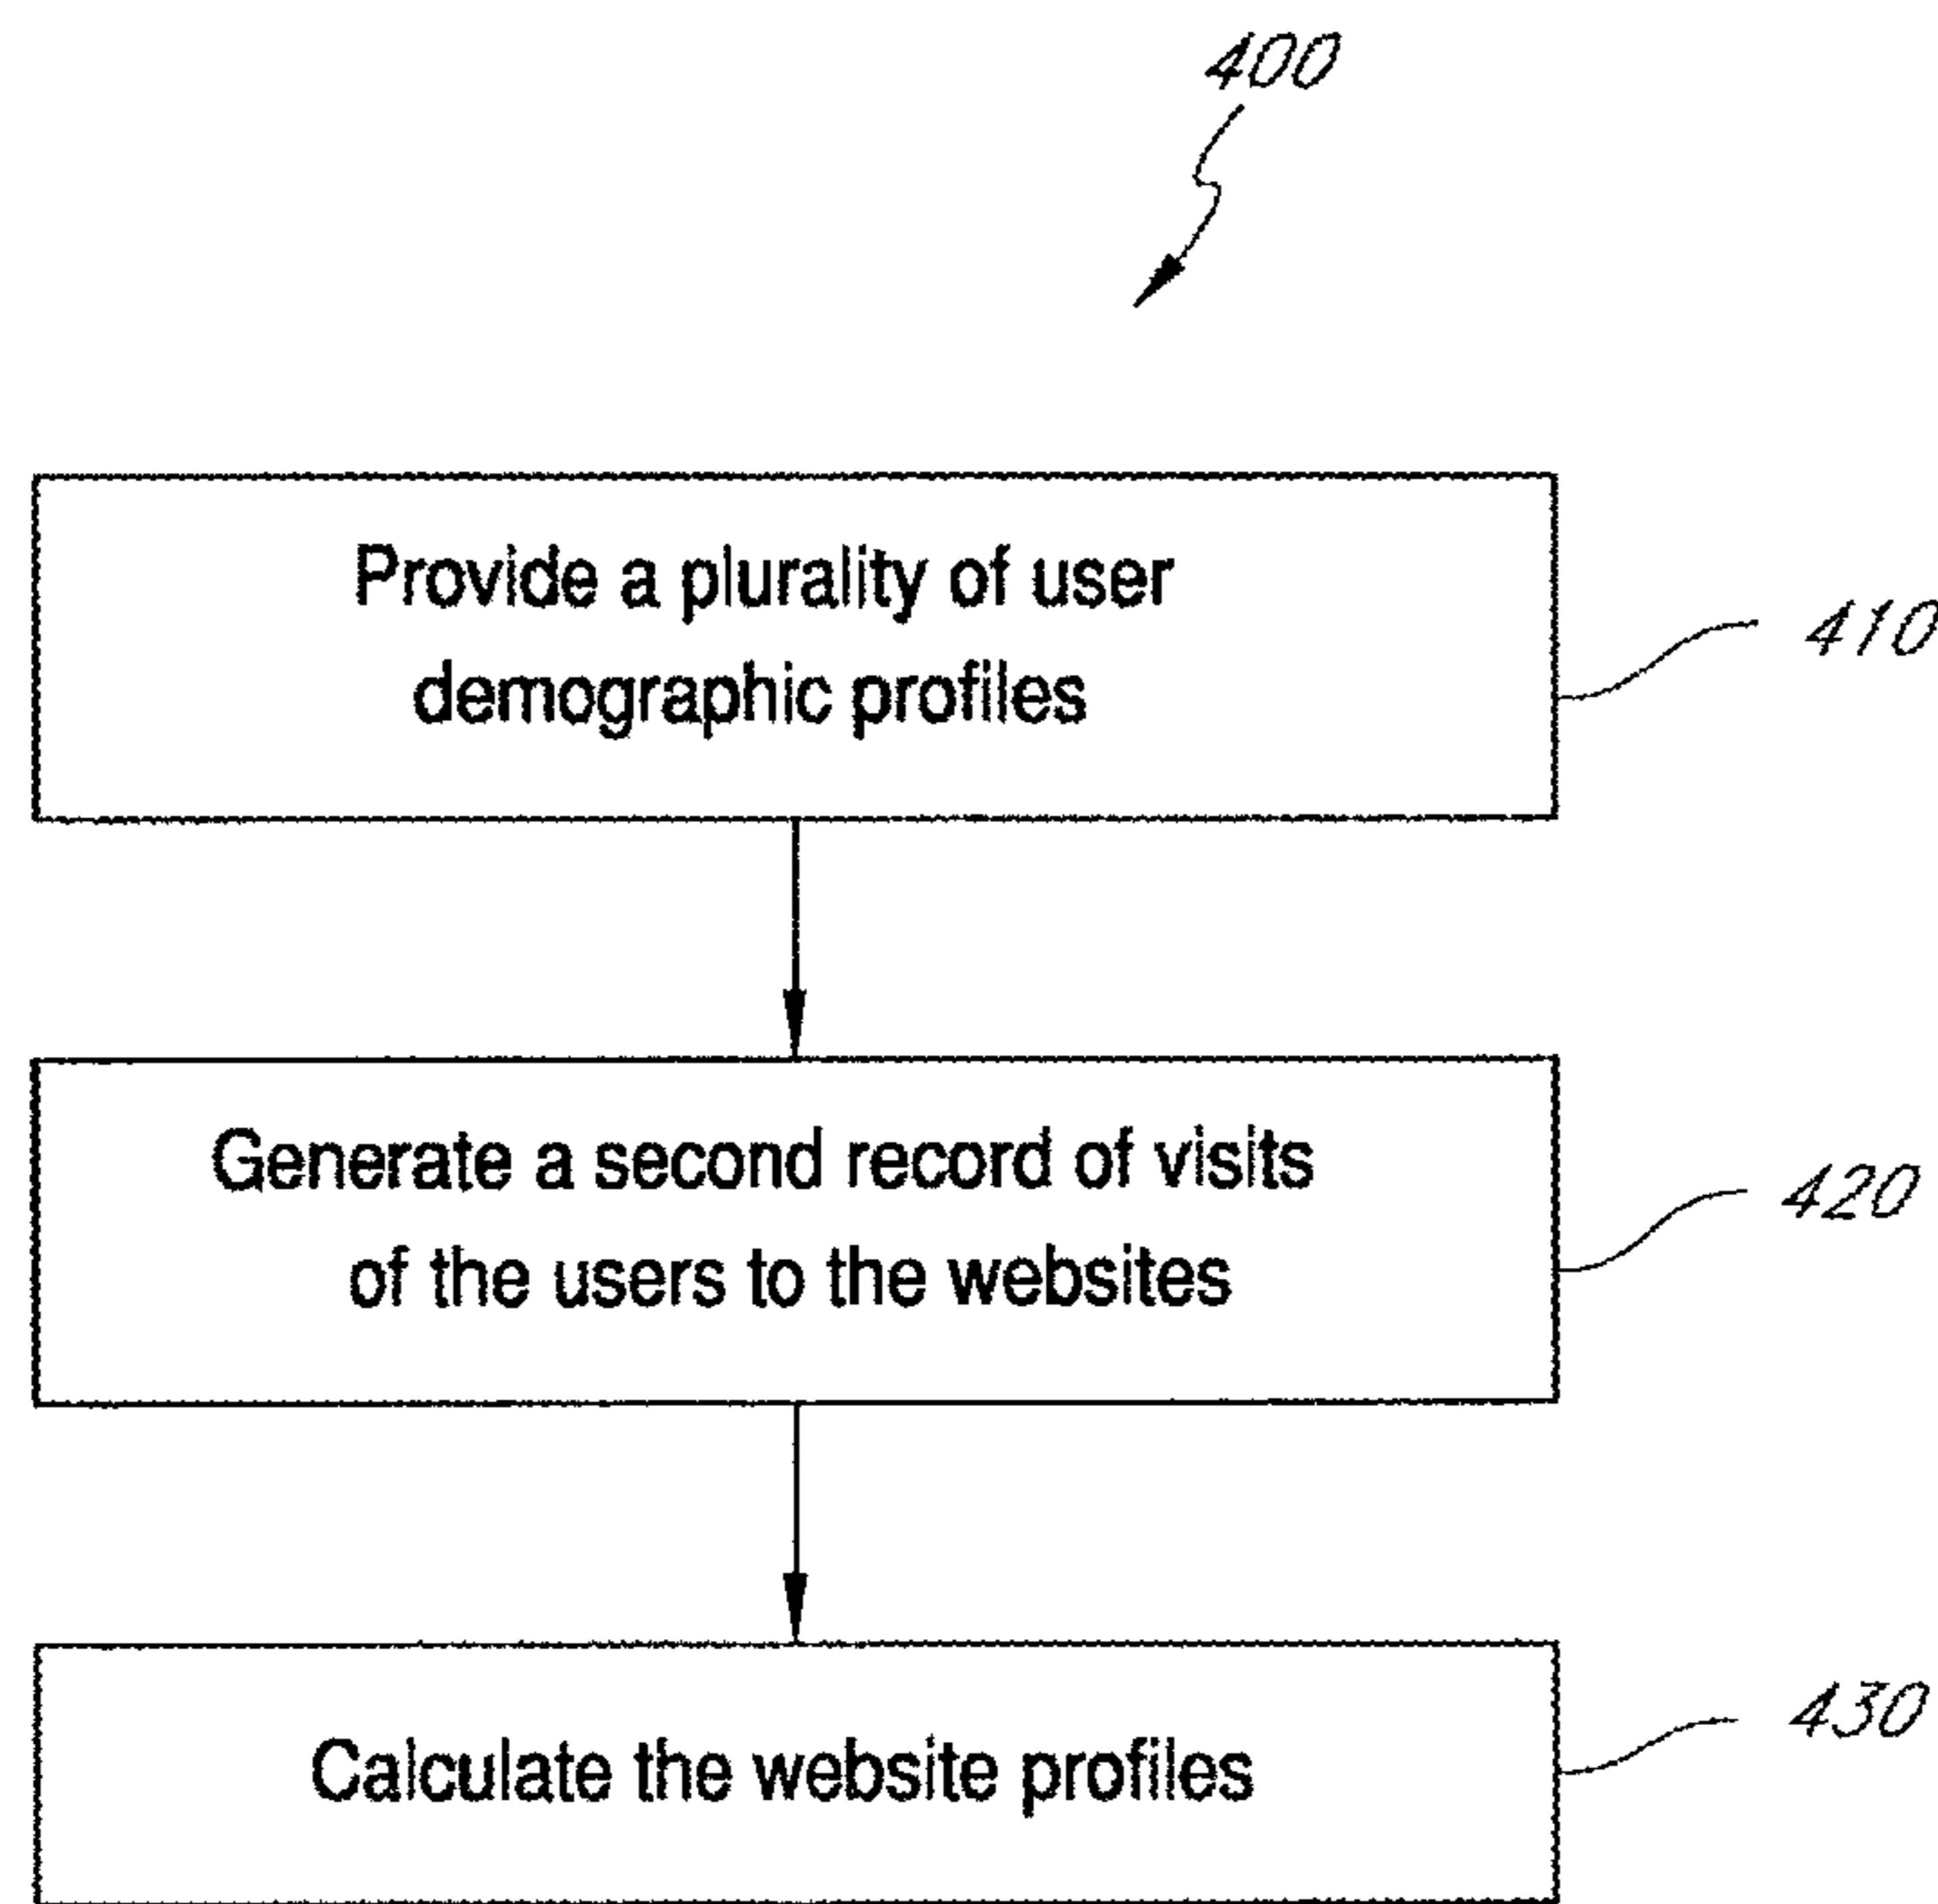 400
Provide a plurality of user
demographic profiles
410
Generate a second record of visits
of the users to the websites
420
Calculate the website profiles
430